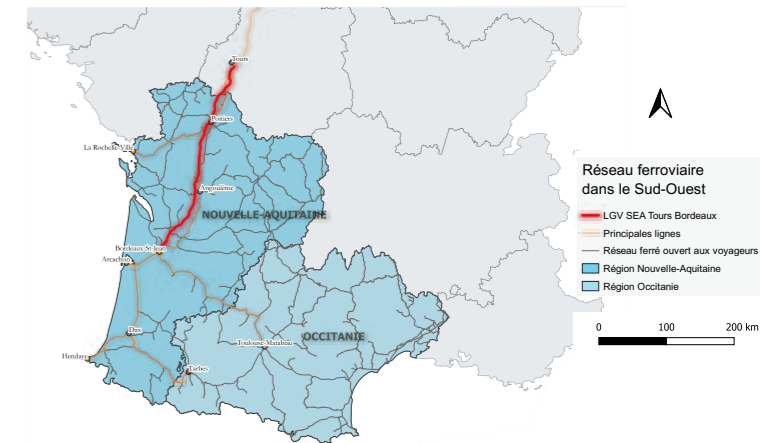 Tours
Poitiers
La Rochelle-Ville
Angoulême
NOUVELLE-AQUITAINE
Bordeaux-St-Jean
Arcachon
Dax
OCCITANIE
Toulouse-Matabiau
Hendaye
Tarbes
Réseau ferroviaire
dans le Sud-Ouest
LGV SEA Tours Bordeaux
Principales lignes
Réseau ferré ouvert aux voyageurs
Région Nouvelle-Aquitaine
Région Occitanie
0 100 200 km